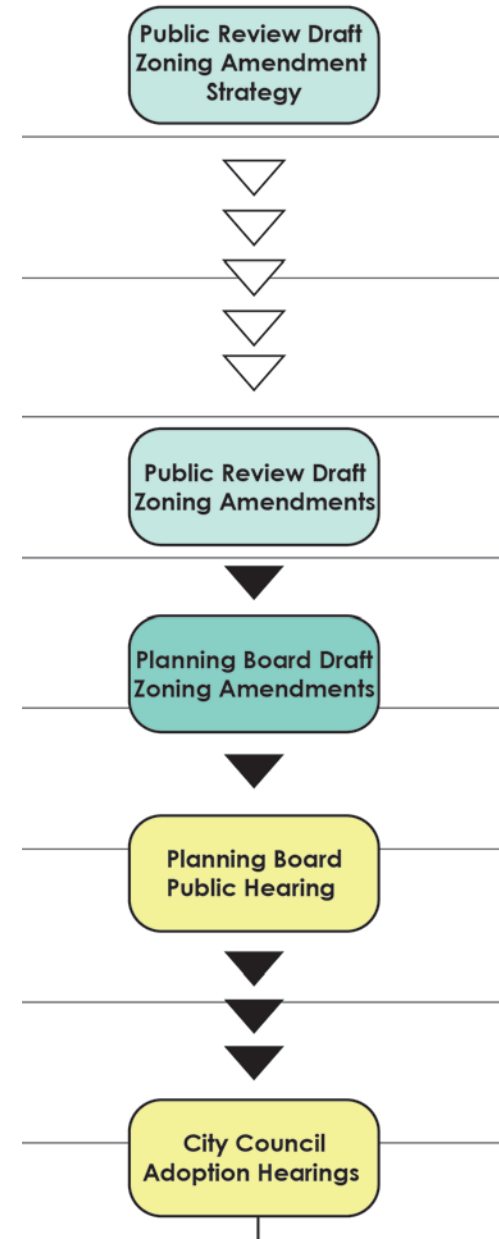 Public Review Draft
Zoning Amendment
Strategy
Public Review Draft
Zoning Amendments
Planning Board Draft
Zoning Amendments
Planning Board
Public Hearing
City Council
Adoption Hearings